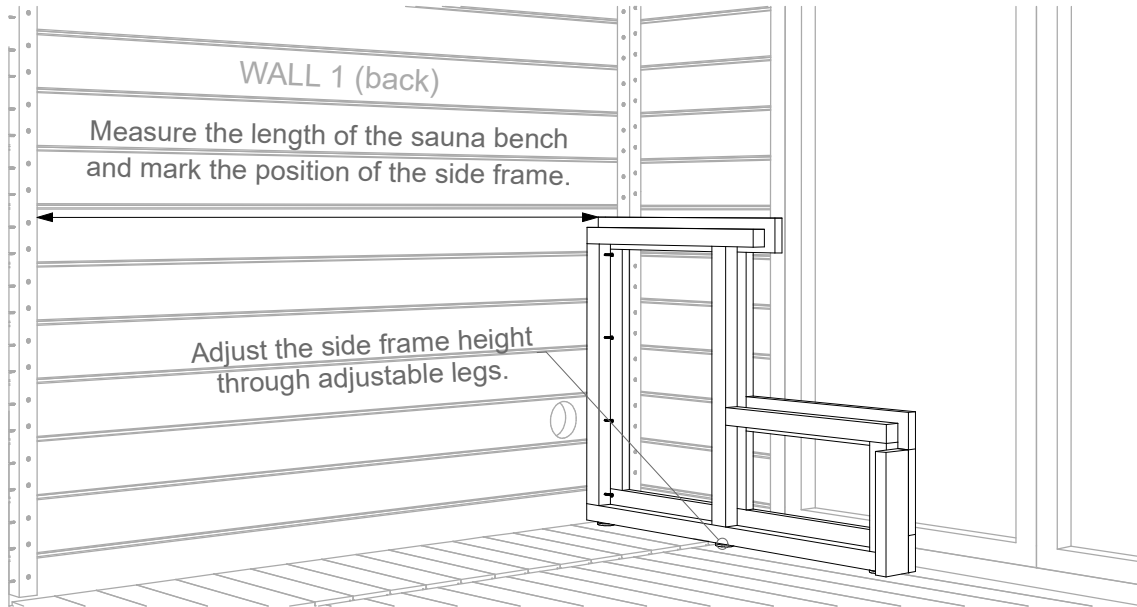 WALL 1 (back)
Measure the length of the sauna bench
and mark the position of the side frame.
Adjust the side frame height
through adjustable legs.